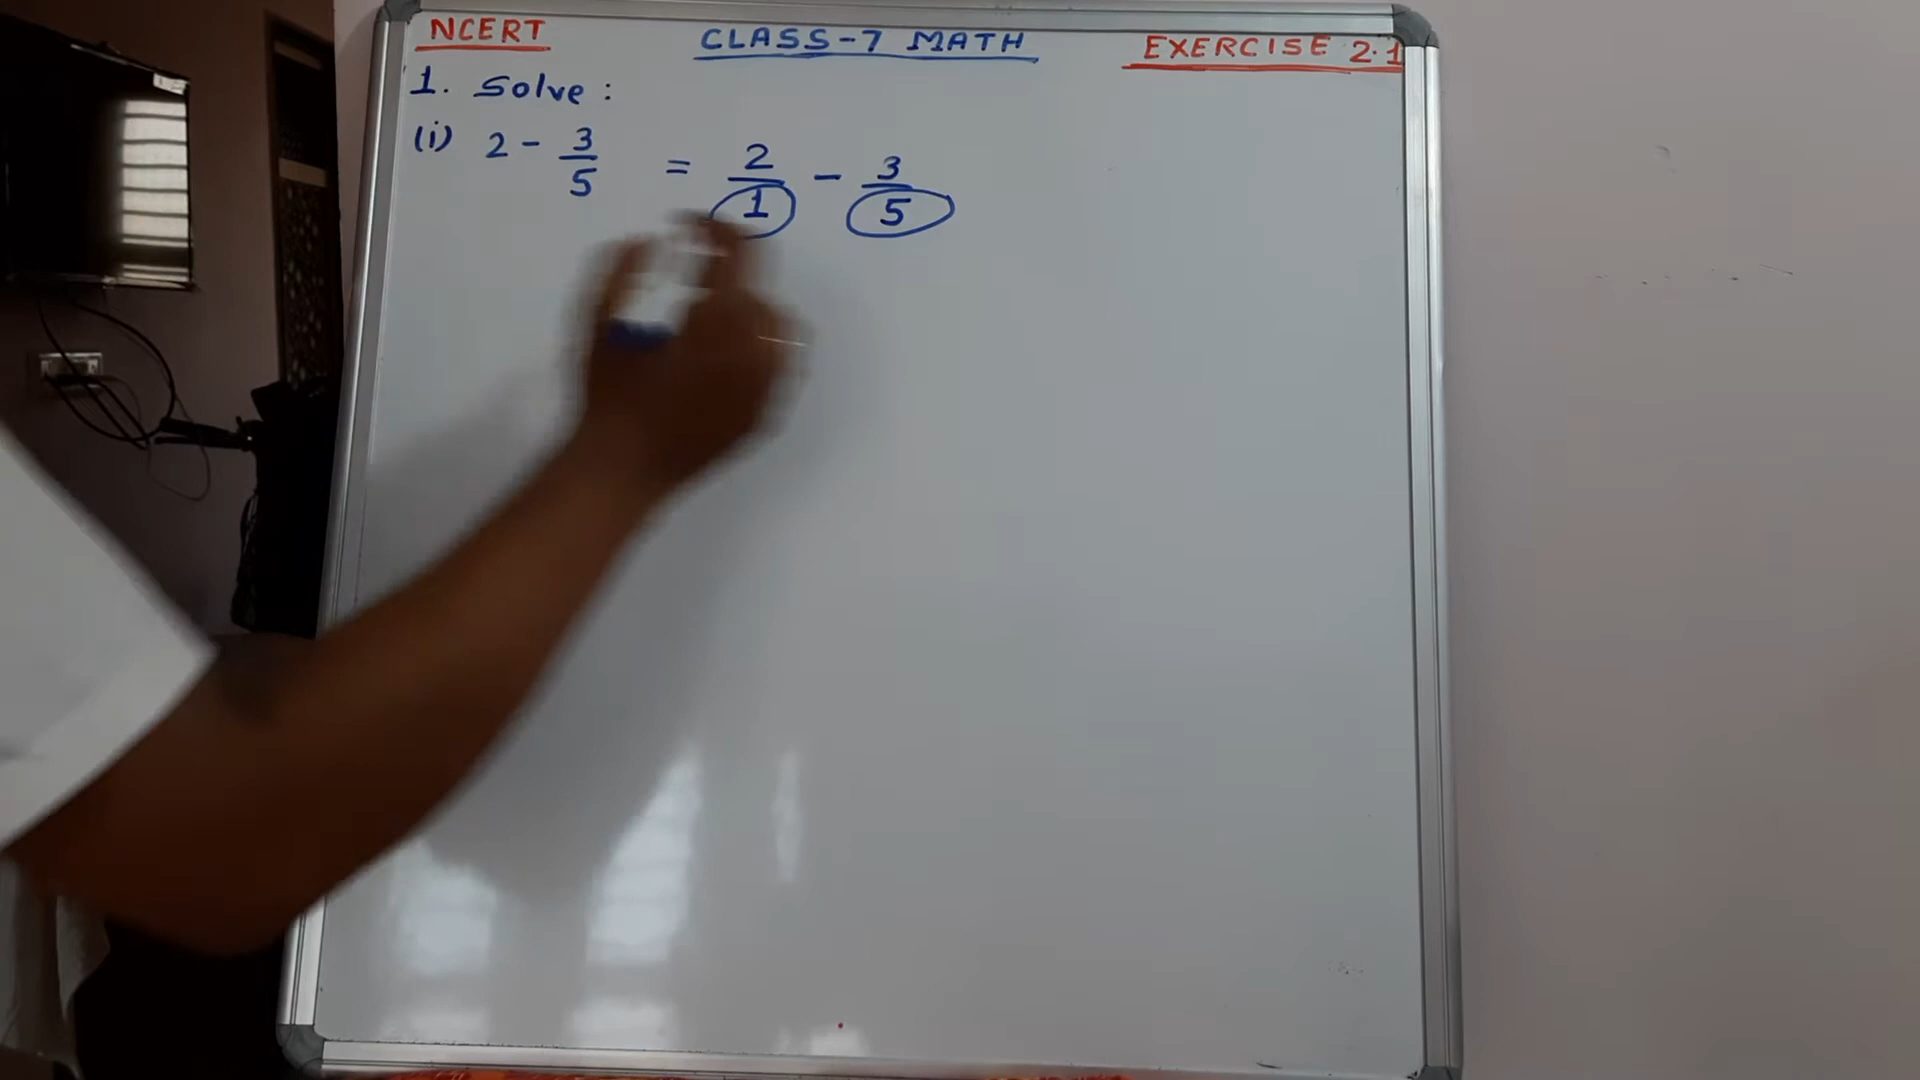 NCERT CLASS-7 MATH EXERCISE 2.1
1. Solve :
(i) 2 - 3/5 = 2/1 - 3/5